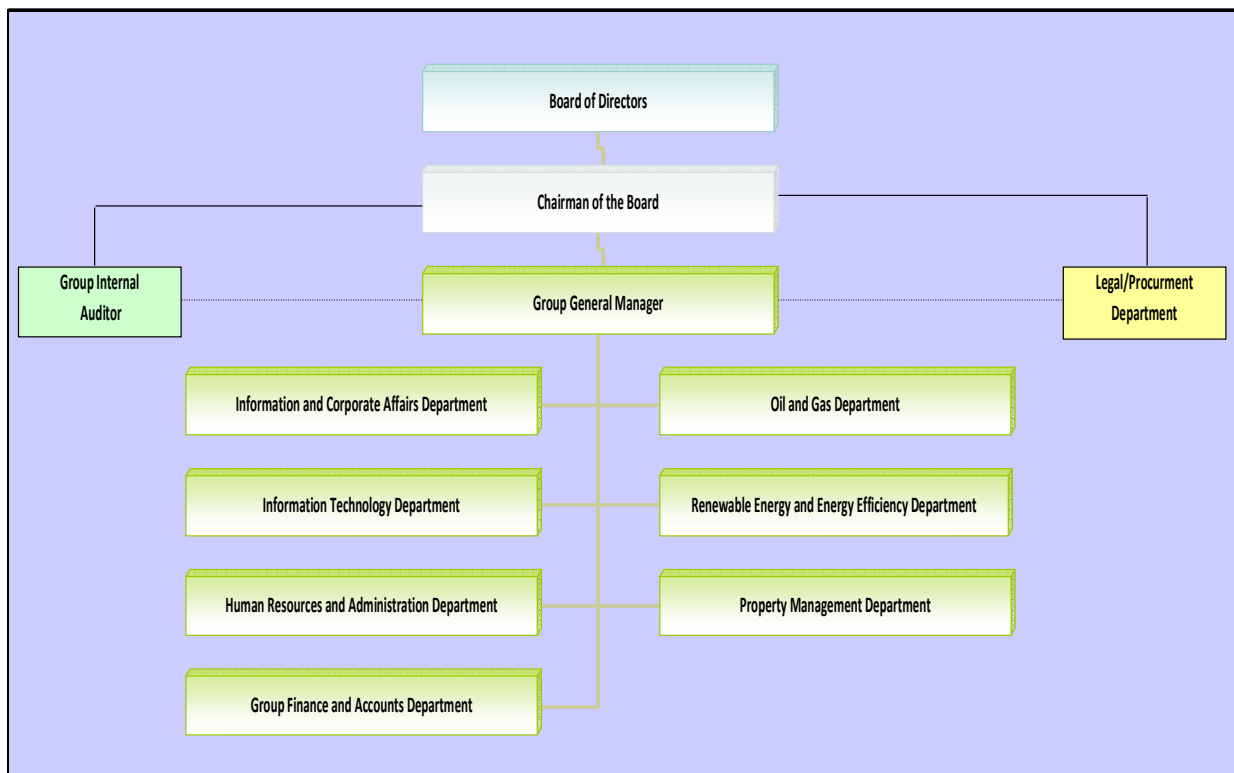 Board of Directors
Chairman of the Board
Group Internal
Auditor
Group General Manager
Legal/Procurment
Department
Information and Corporate Affairs Department
Oil and Gas Department
Information Technology Department
Renewable Energy and Energy Efficiency Department
Human Resources and Administration Department
Property Management Department
Group Finance and Accounts Department